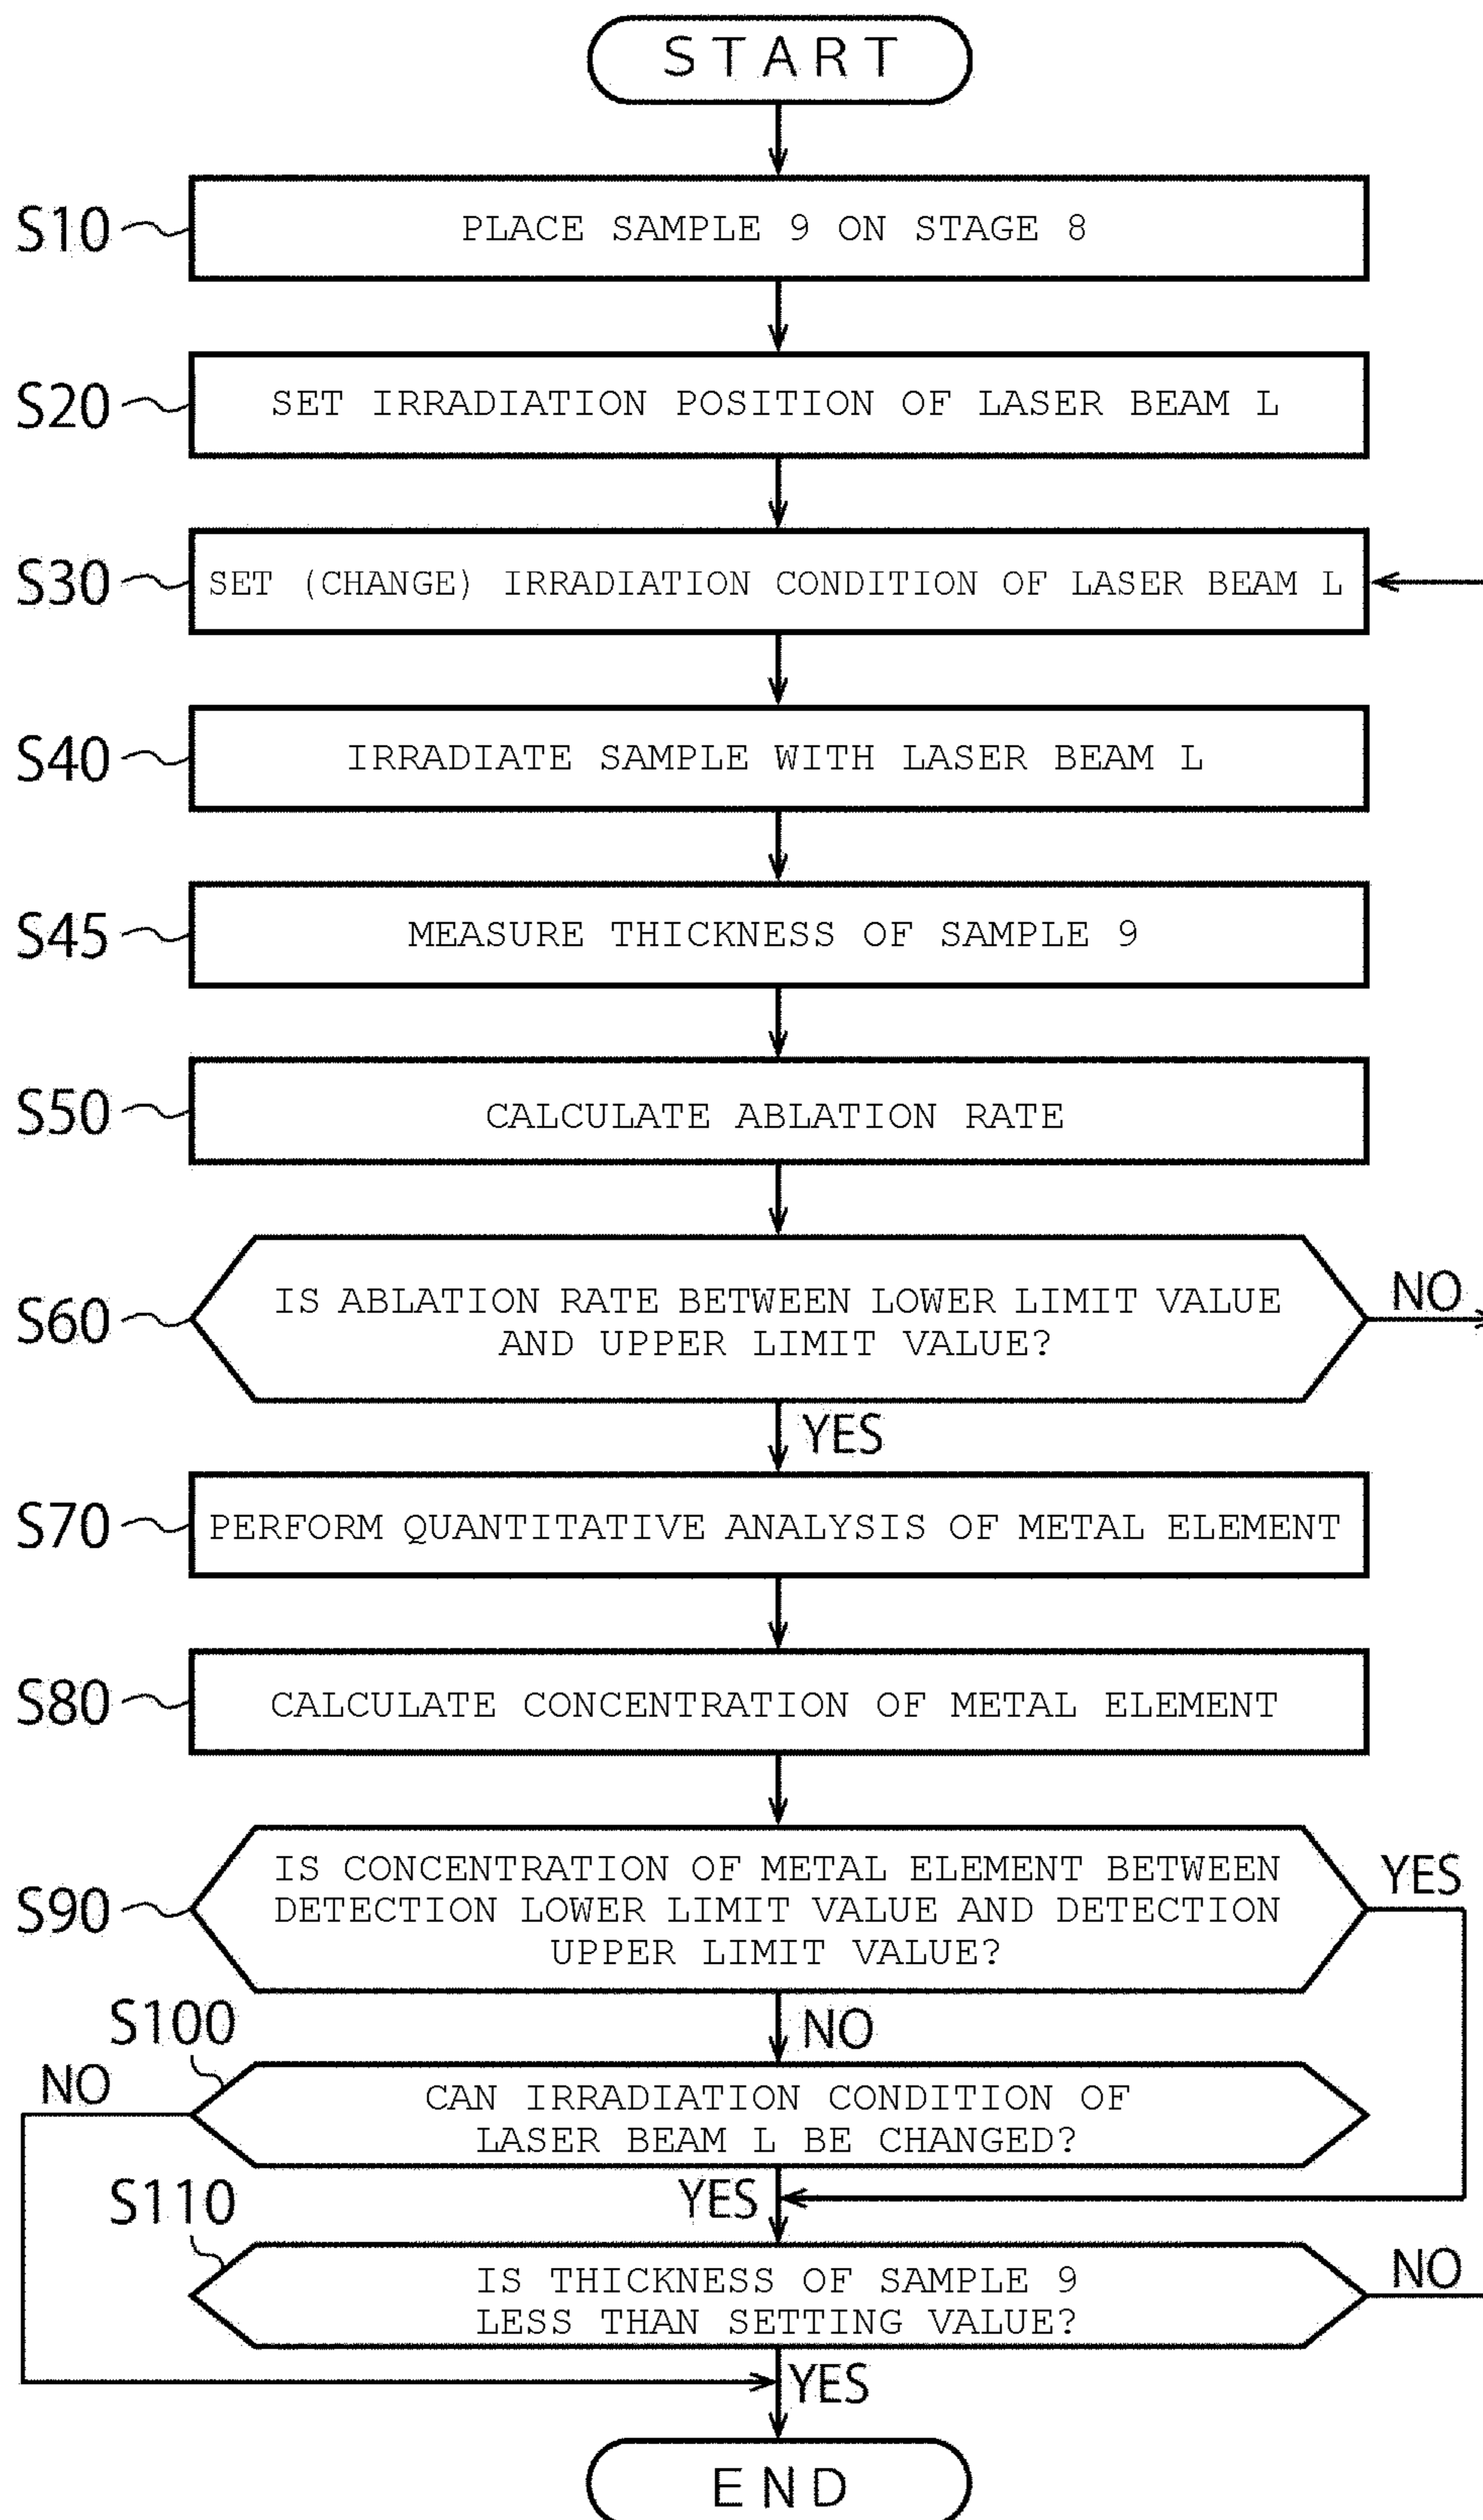 START
S10
PLACE SAMPLE 9 ON STAGE 8
S20
SET IRRADIATION POSITION OF LASER BEAM L
S30
SET (CHANGE) IRRADIATION CONDITION OF LASER BEAM L
S40
IRRADIATE SAMPLE WITH LASER BEAM L
S45
MEASURE THICKNESS OF SAMPLE 9
S50
CALCULATE ABLATION RATE
S60
IS ABLATION RATE BETWEEN LOWER LIMIT VALUE
AND UPPER LIMIT VALUE?
NO
YES
S70
PERFORM QUANTITATIVE ANALYSIS OF METAL ELEMENT
S80
CALCULATE CONCENTRATION OF METAL ELEMENT
S90
IS CONCENTRATION OF METAL ELEMENT BETWEEN
DETECTION LOWER LIMIT VALUE AND DETECTION
UPPER LIMIT VALUE?
YES
NO
S100
NO
CAN IRRADIATION CONDITION OF
LASER BEAM L BE CHANGED?
YES
S110
IS THICKNESS OF SAMPLE 9
LESS THAN SETTING VALUE?
NO
YES
END